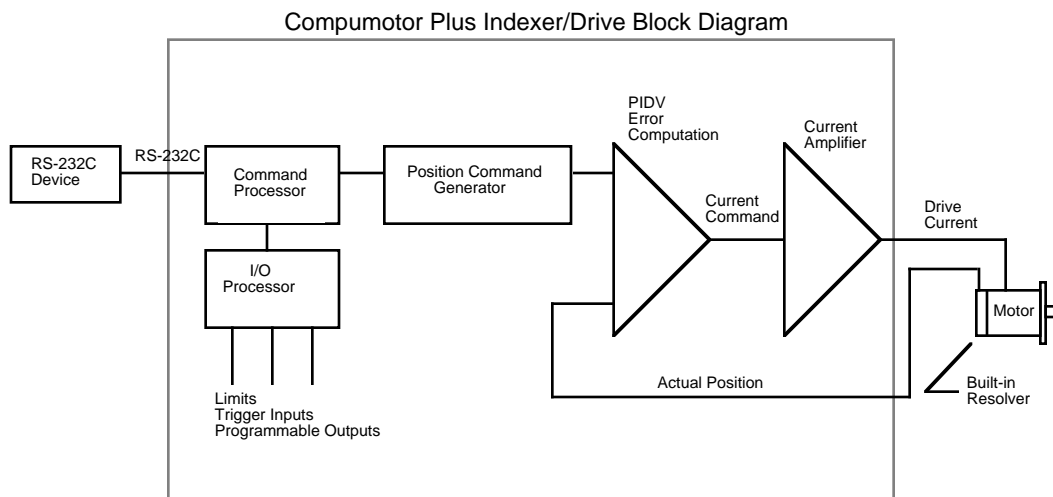 Compumotor Plus Indexer/Drive Block Diagram
RS-232C
Device
RS-232C
Command
Processor
Position Command
Generator
PIDV
Error
Computation
Current
Amplifier
Current
Command
Drive
Current
I/O
Processor
Motor
Limits
Trigger Inputs
Programmable Outputs
Actual Position
Built-in
Resolver